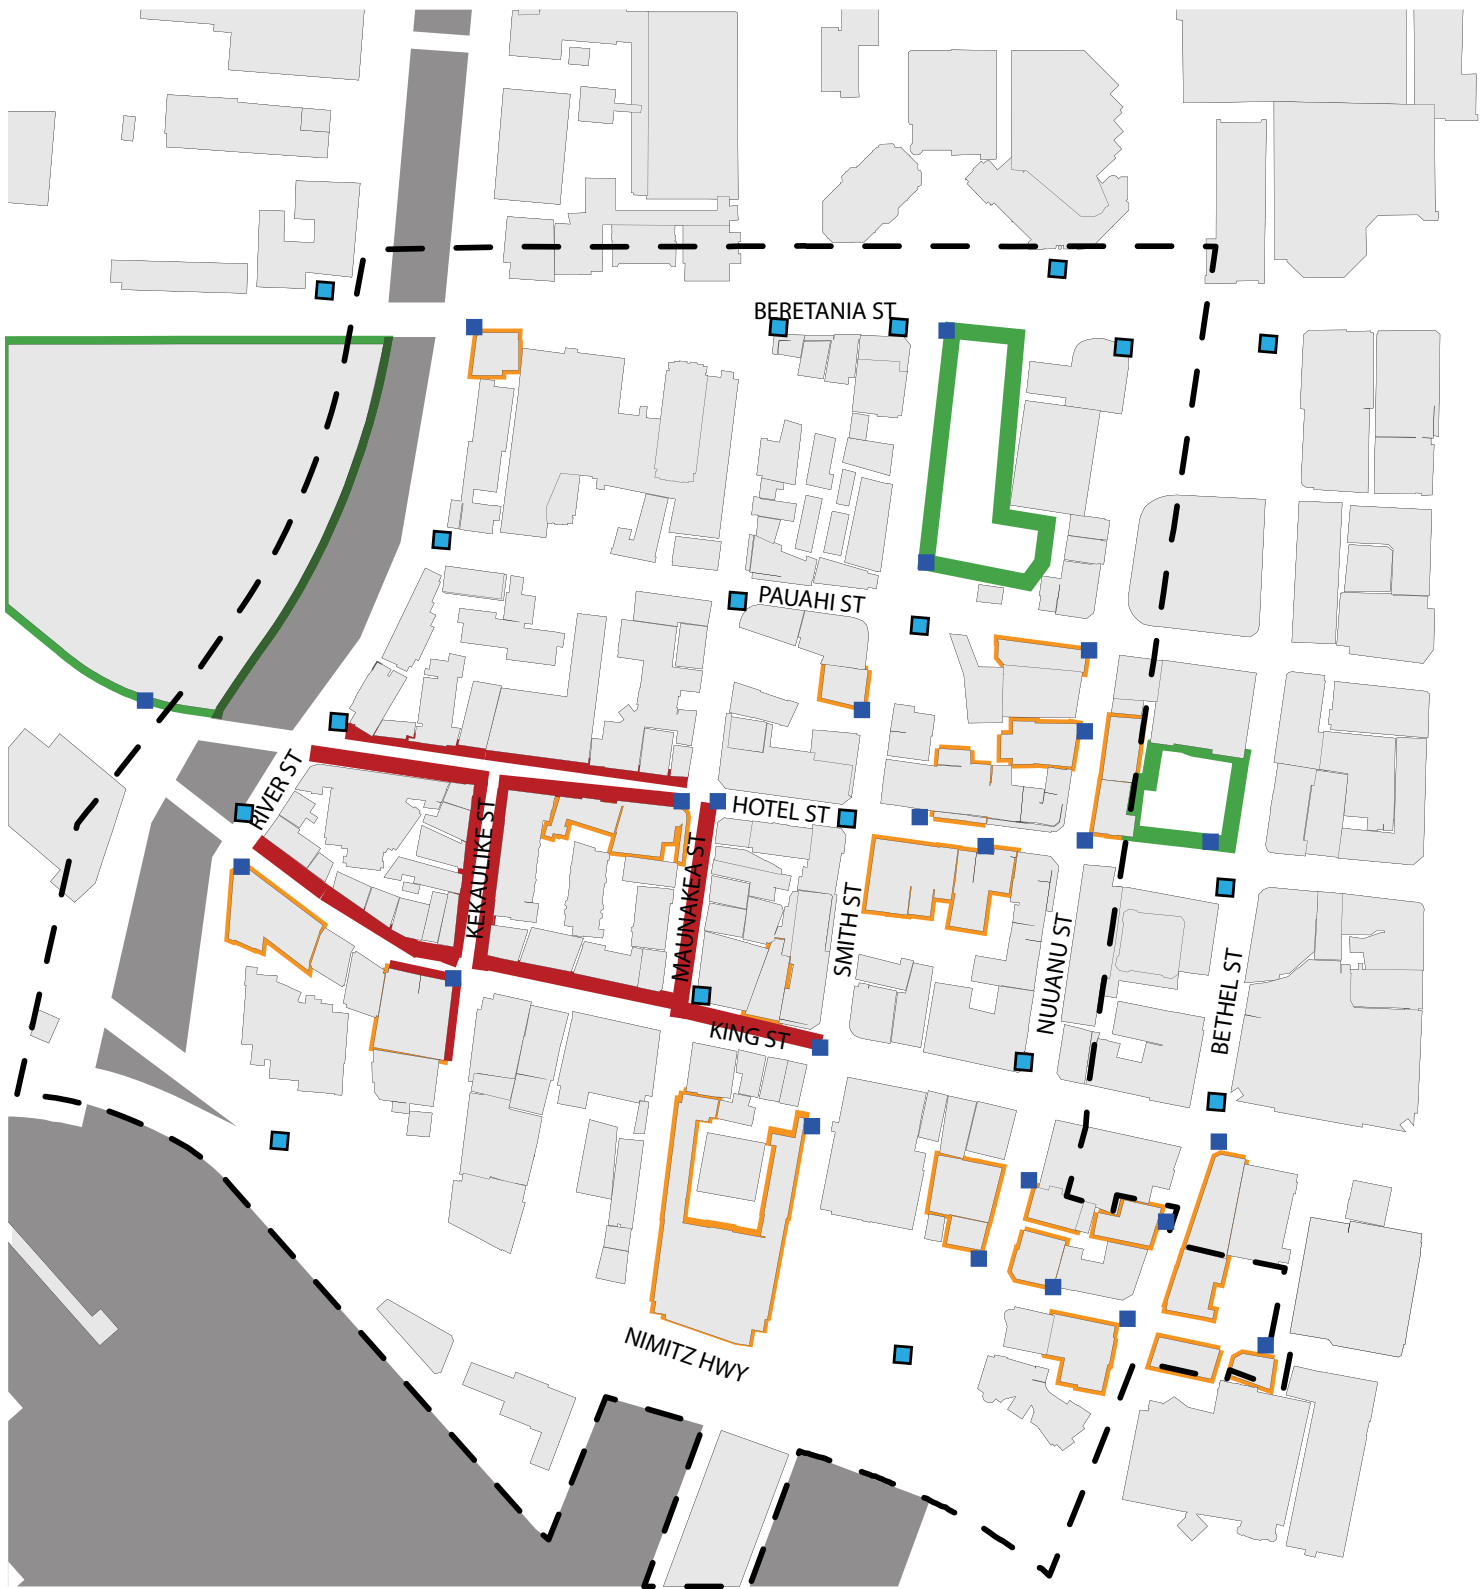 BERETANIA ST
PAUAHI ST
RIVER ST
HOTEL ST
KEKAULIKE ST
MAUNAKEA ST
SMITH ST
NUUANU ST
BETHEL ST
KING ST
NIMITZ HWY